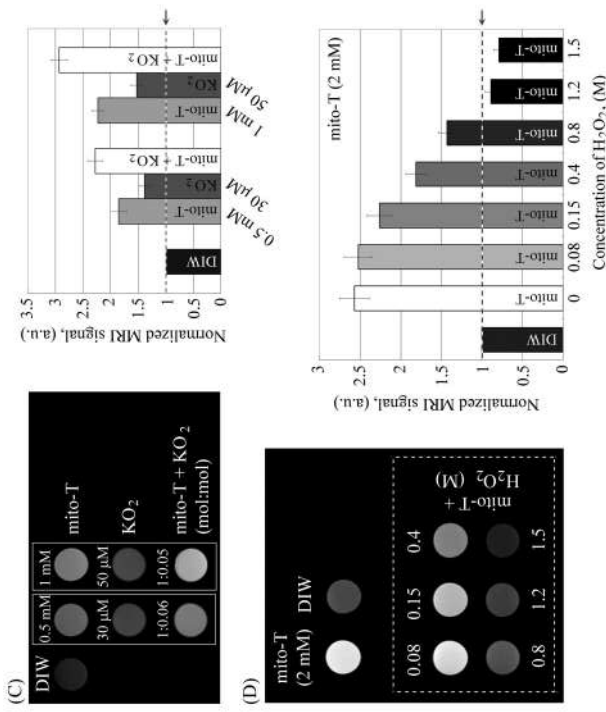 (C)
DIW
0.5 mM
1 mM
mito-T
30 µM
50 µM
KO2
1:0.06
1:0.05
mito-T + KO2
(mol:mol)
Normalized MRI signal, (a.u.)
3.5
3
2.5
2
1.5
1
0.5
0
DIW
mito-T
KO2
mito-T + KO2
mito-T
KO2
mito-T + KO2
0.5 mM
30 µM
1 mM
50 µM
(D)
mito-T
(2 mM)
DIW
0.08
0.15
0.4
mito-T +
H2O2 (M)
0.8
1.2
1.5
Normalized MRI signal, (a.u.)
3
2.5
2
1.5
1
0.5
0
mito-T (2 mM)
DIW
mito-T
mito-T
mito-T
mito-T
mito-T
mito-T
mito-T
0
0.08
0.15
0.4
0.8
1.2
1.5
Concentration of H2O2, (M)